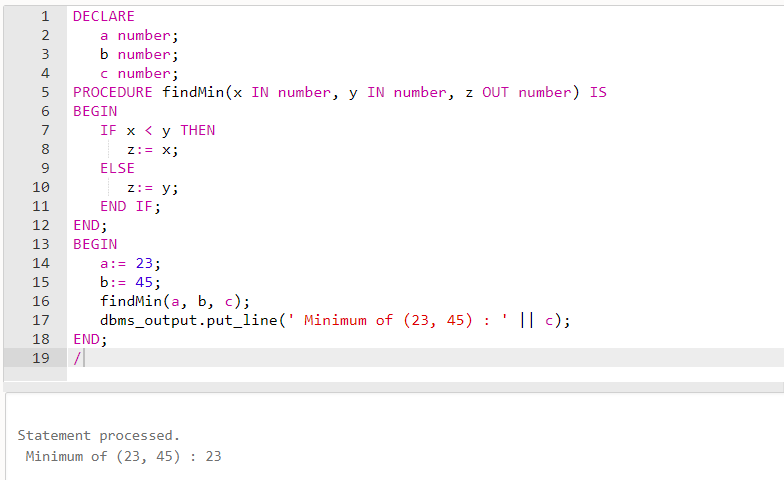 1 DECLARE
2 a number;
3 b number;
4 c number;
5 PROCEDURE findMin(x IN number, y IN number, z OUT number) IS
6 BEGIN
7 IF x < y THEN
8 z:= x;
9 ELSE
10 z:= y;
11 END IF;
12 END;
13 BEGIN
14 a:= 23;
15 b:= 45;
16 findMin(a, b, c);
17 dbms_output.put_line(' Minimum of (23, 45) : ' || c);
18 END;
19 /
Statement processed.
Minimum of (23, 45) : 23